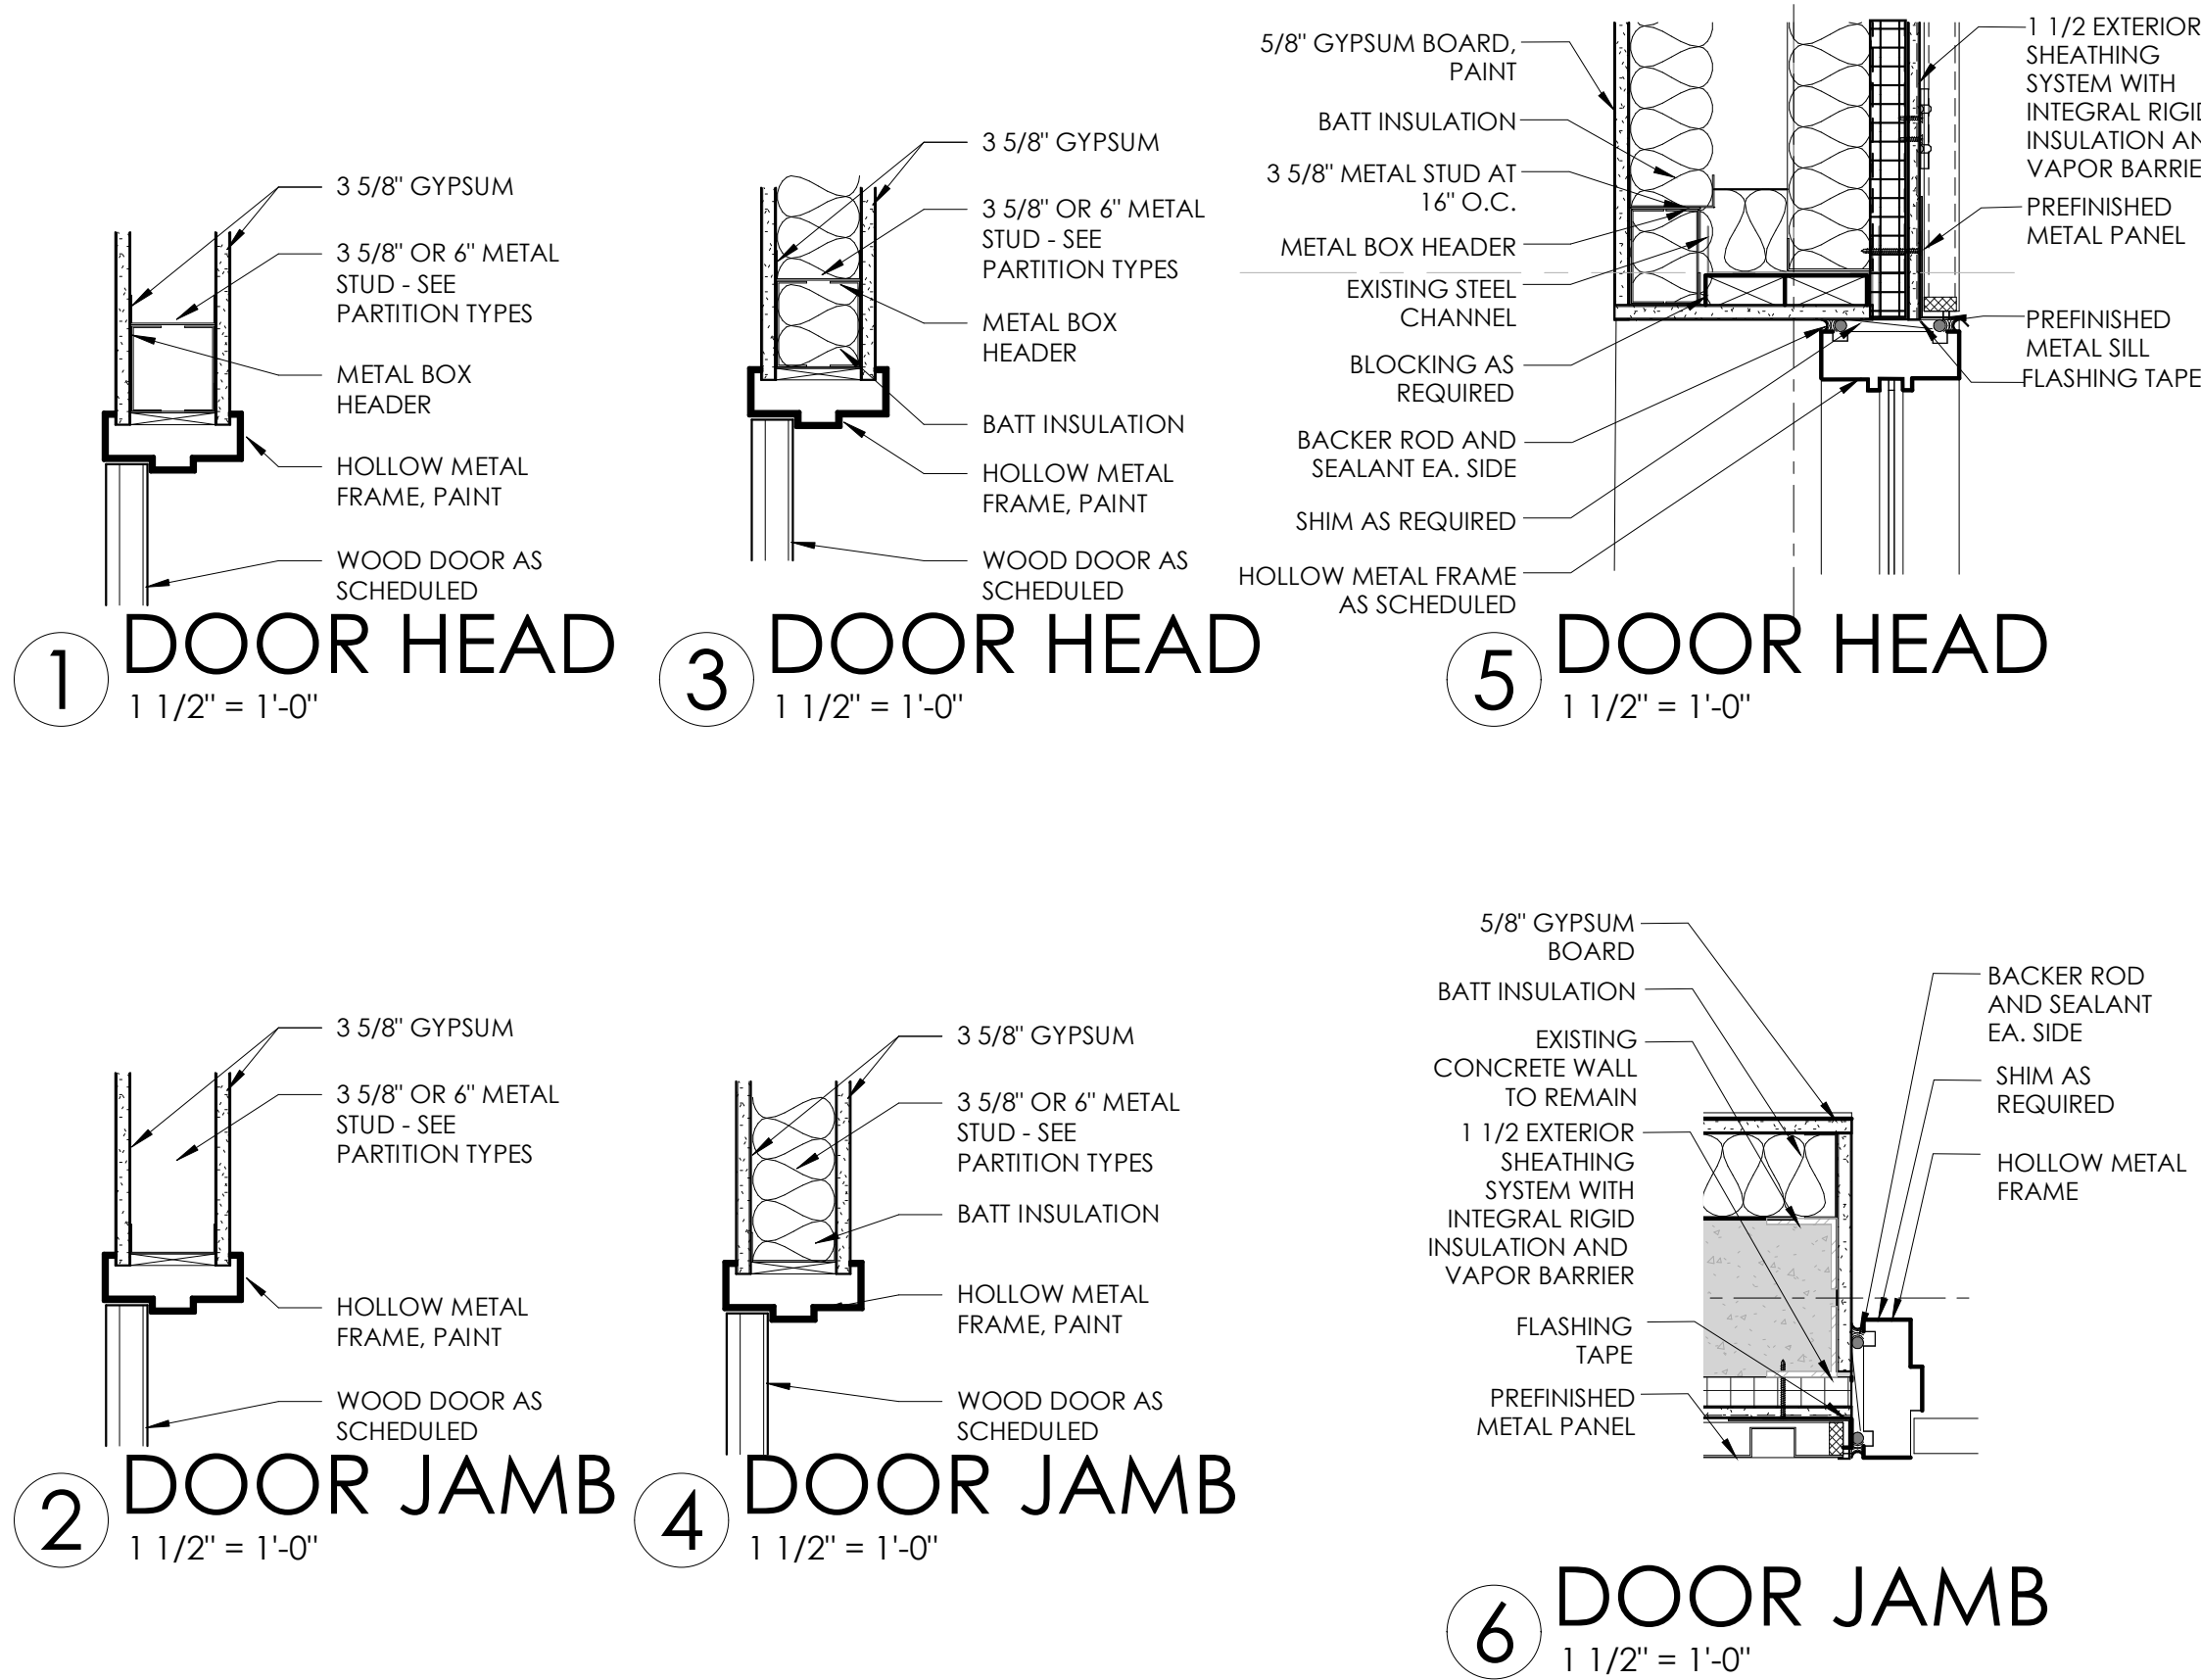 3 5/8" GYPSUM
3 5/8" OR 6" METAL
STUD - SEE
PARTITION TYPES
METAL BOX
HEADER
HOLLOW METAL
FRAME, PAINT
WOOD DOOR AS
SCHEDULED
1 DOOR HEAD
1 1/2" = 1'-0"
3 5/8" GYPSUM
3 5/8" OR 6" METAL
STUD - SEE
PARTITION TYPES
METAL BOX
HEADER
BATT INSULATION
HOLLOW METAL
FRAME, PAINT
WOOD DOOR AS
SCHEDULED
3 DOOR HEAD
1 1/2" = 1'-0"
5/8" GYPSUM BOARD,
PAINT
BATT INSULATION
3 5/8" METAL STUD AT
16" O.C.
METAL BOX HEADER
EXISTING STEEL
CHANNEL
BLOCKING AS
REQUIRED
BACKER ROD AND
SEALANT EA. SIDE
SHIM AS REQUIRED
HOLLOW METAL FRAME
AS SCHEDULED
1 1/2 EXTERIOR
SHEATHING
SYSTEM WITH
INTEGRAL RIGID
INSULATION AN
VAPOR BARRIE
PREFINISHED
METAL PANEL
PREFINISHED
METAL SILL
FLASHING TAPE
5 DOOR HEAD
1 1/2" = 1'-0"
3 5/8" GYPSUM
3 5/8" OR 6" METAL
STUD - SEE
PARTITION TYPES
HOLLOW METAL
FRAME, PAINT
WOOD DOOR AS
SCHEDULED
2 DOOR JAMB
1 1/2" = 1'-0"
3 5/8" GYPSUM
3 5/8" OR 6" METAL
STUD - SEE
PARTITION TYPES
BATT INSULATION
HOLLOW METAL
FRAME, PAINT
WOOD DOOR AS
SCHEDULED
4 DOOR JAMB
1 1/2" = 1'-0"
5/8" GYPSUM
BOARD
BATT INSULATION
EXISTING
CONCRETE WALL
TO REMAIN
1 1/2 EXTERIOR
SHEATHING
SYSTEM WITH
INTEGRAL RIGID
INSULATION AND
VAPOR BARRIER
FLASHING
TAPE
PREFINISHED
METAL PANEL
BACKER ROD
AND SEALANT
EA. SIDE
SHIM AS
REQUIRED
HOLLOW METAL
FRAME
6 DOOR JAMB
1 1/2" = 1'-0"